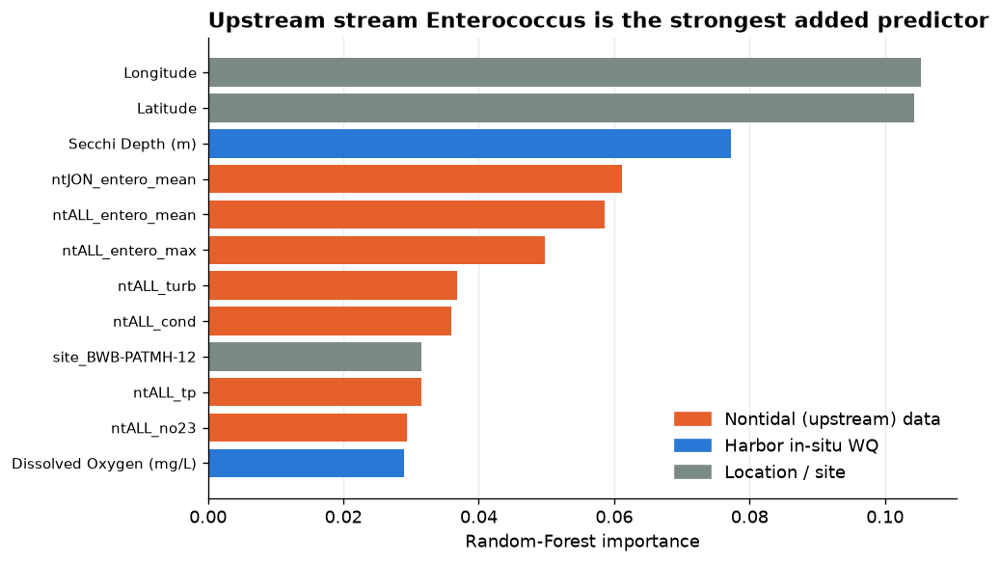 Upstream stream Enterococcus is the strongest added predictor
Longitude
Latitude
Secchi Depth (m)
ntJON_entero_mean
ntALL_entero_mean
ntALL_entero_max
ntALL_turb
ntALL_cond
site_BWB-PATMH-12
ntALL_tp
ntALL_no23
Dissolved Oxygen (mg/L)
Nontidal (upstream) data
Harbor in-situ WQ
Location / site
0.00 0.02 0.04 0.06 0.08 0.10
Random-Forest importance